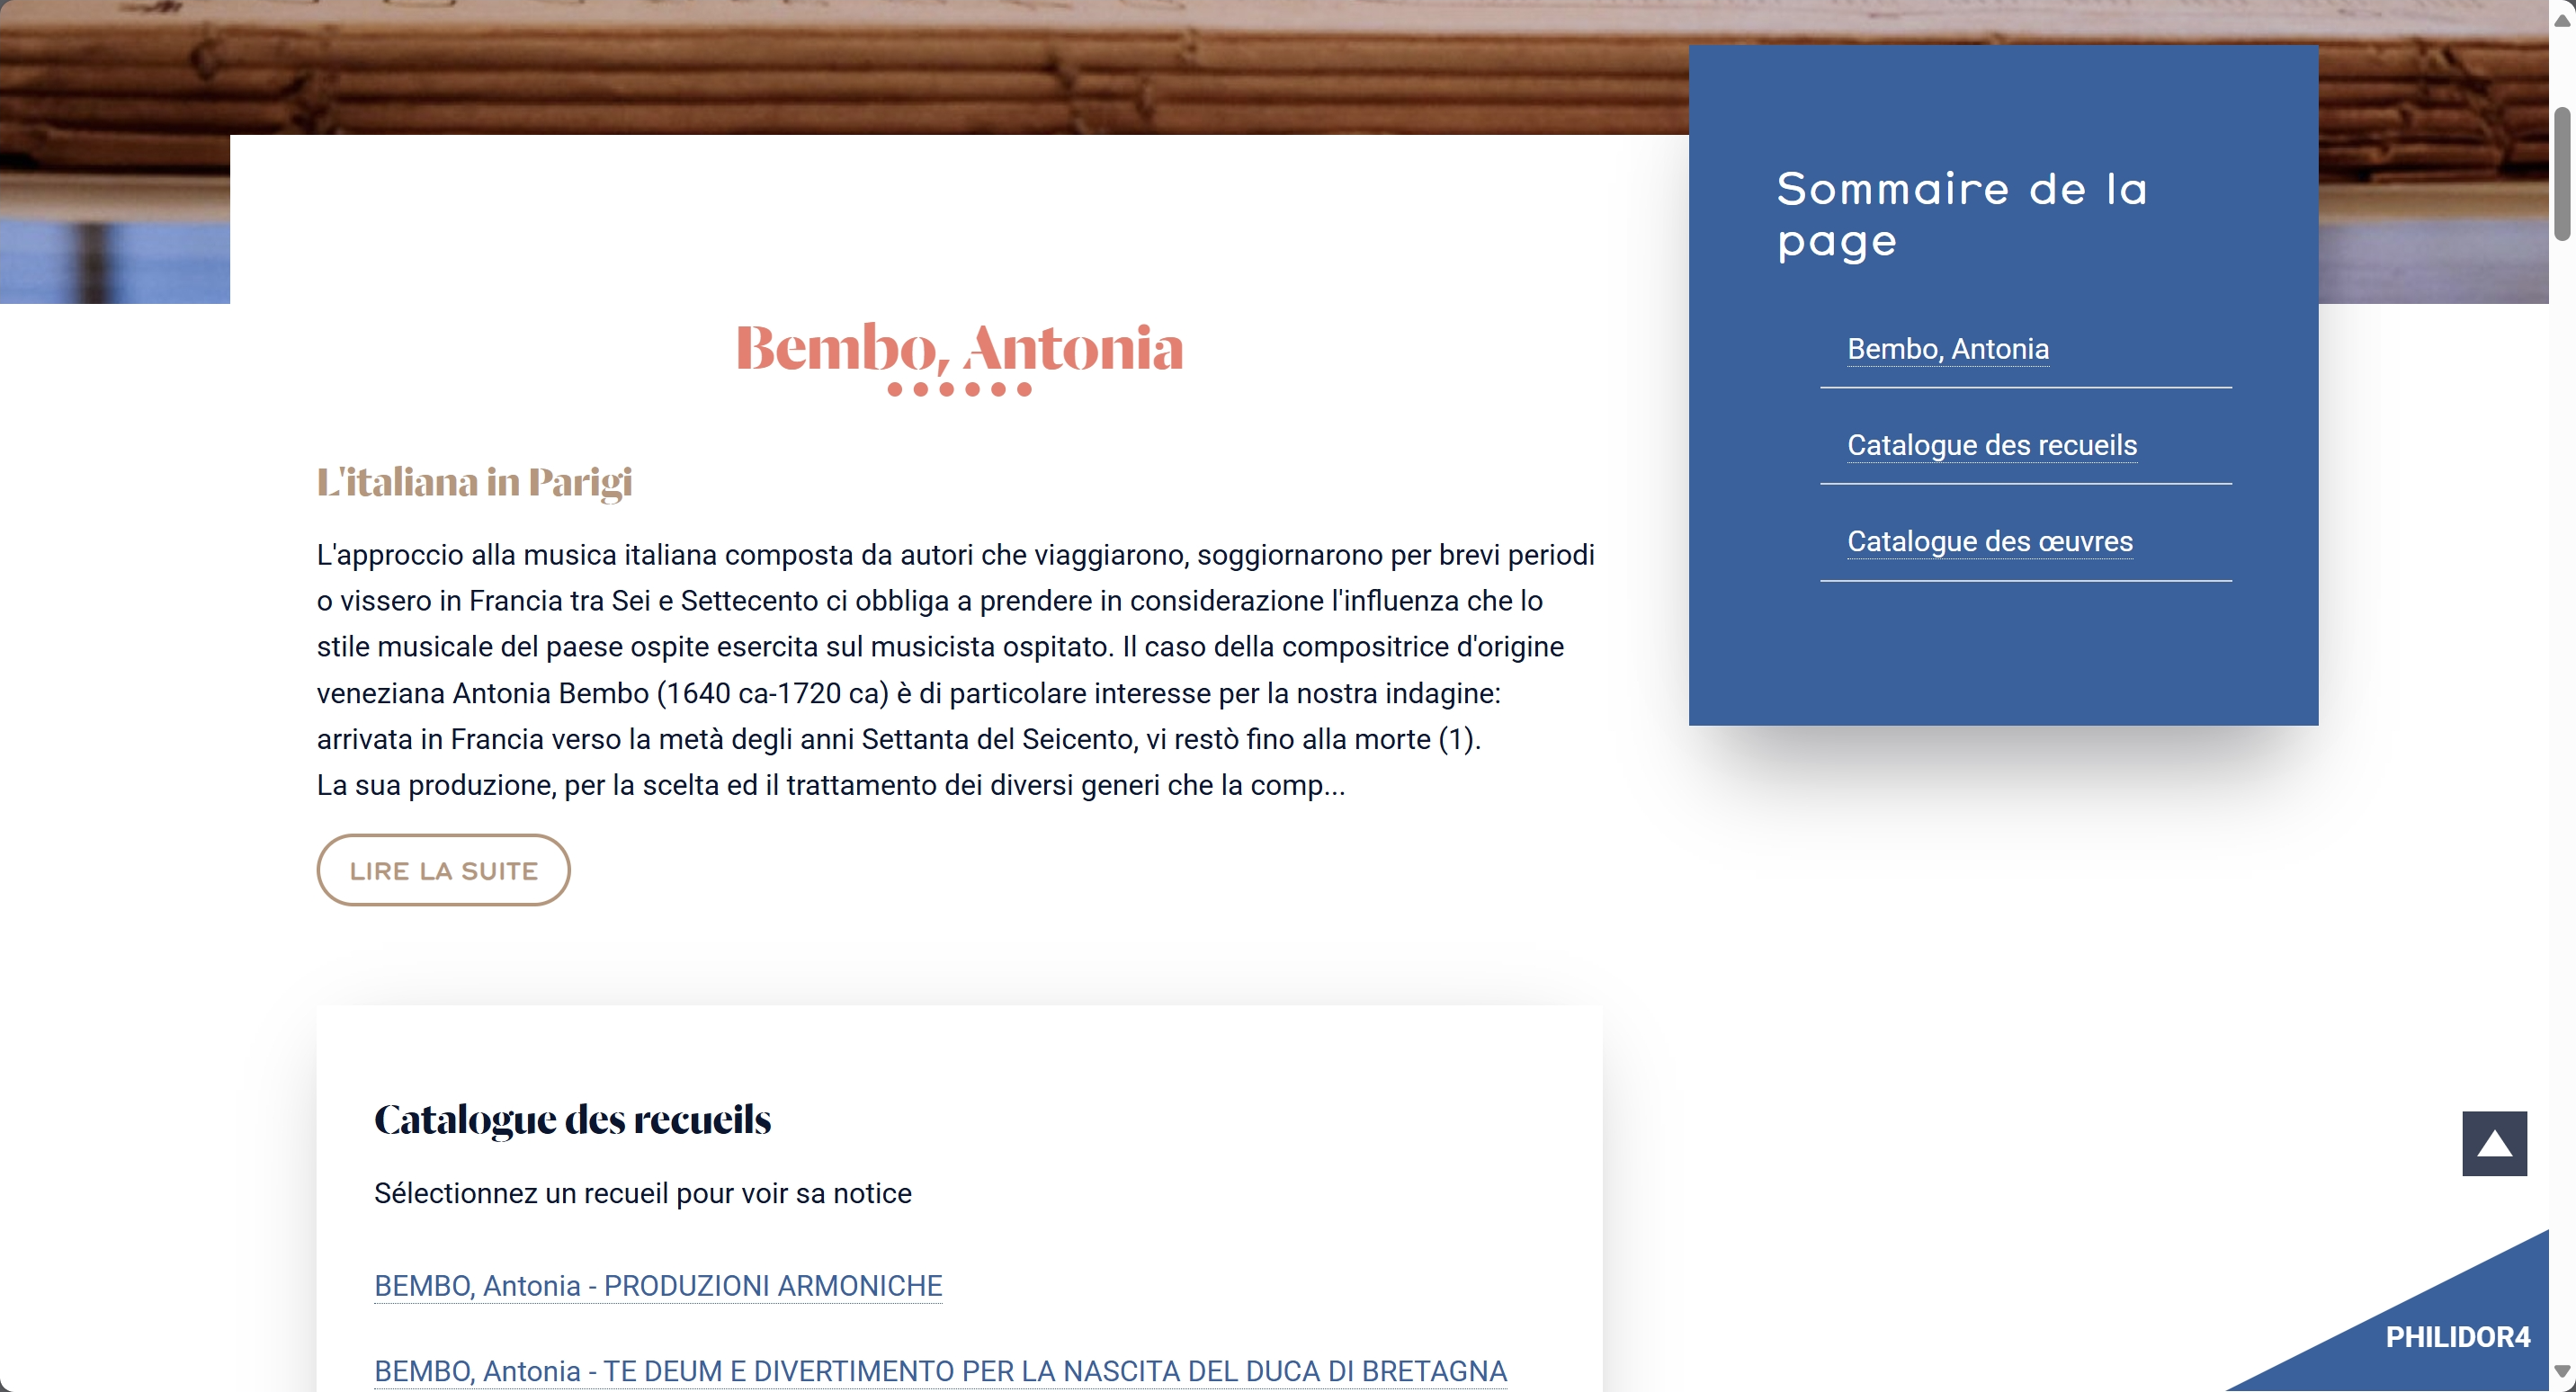 Bembo, Antonia
L'italiana in Parigi
L'approccio alla musica italiana composta da autori che viaggiarono, soggiornarono per brevi periodi
o vissero in Francia tra Sei e Settecento ci obbliga a prendere in considerazione l'influenza che lo
stile musicale del paese ospite esercita sul musicista ospitato. Il caso della compositrice d'origine
veneziana Antonia Bembo (1640 ca-1720 ca) è di particolare interesse per la nostra indagine:
arrivata in Francia verso la metà degli anni Settanta del Seicento, vi restò fino alla morte (1).
La sua produzione, per la scelta ed il trattamento dei diversi generi che la comp...
LIRE LA SUITE
Catalogue des recueils
Sélectionnez un recueil pour voir sa notice
BEMBO, Antonia - PRODUZIONI ARMONICHE
BEMBO, Antonia - TE DEUM E DIVERTIMENTO PER LA NASCITA DEL DUCA DI BRETAGNA
Sommaire de la
page
Bembo, Antonia
Catalogue des recueils
Catalogue des œuvres
PHILIDOR4